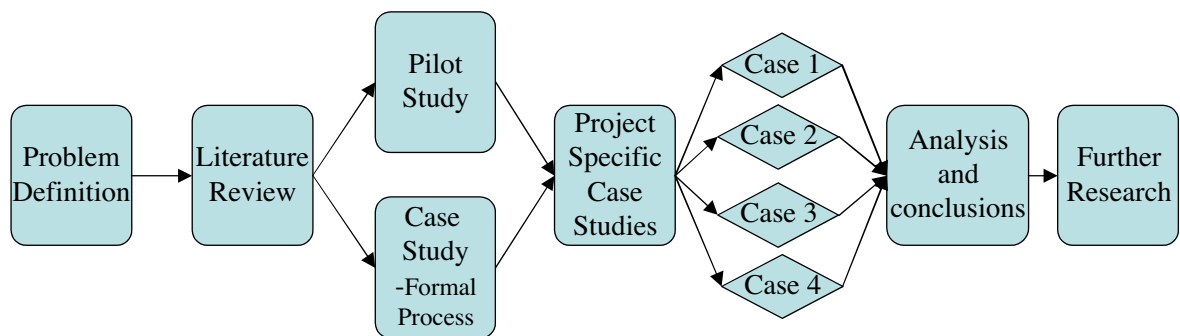 Problem
Definition
Literature
Review
Pilot
Study
Case
Study
-Formal
Process
Project
Specific
Case
Studies
Case 1
Case 2
Case 3
Case 4
Analysis
and
conclusions
Further
Research